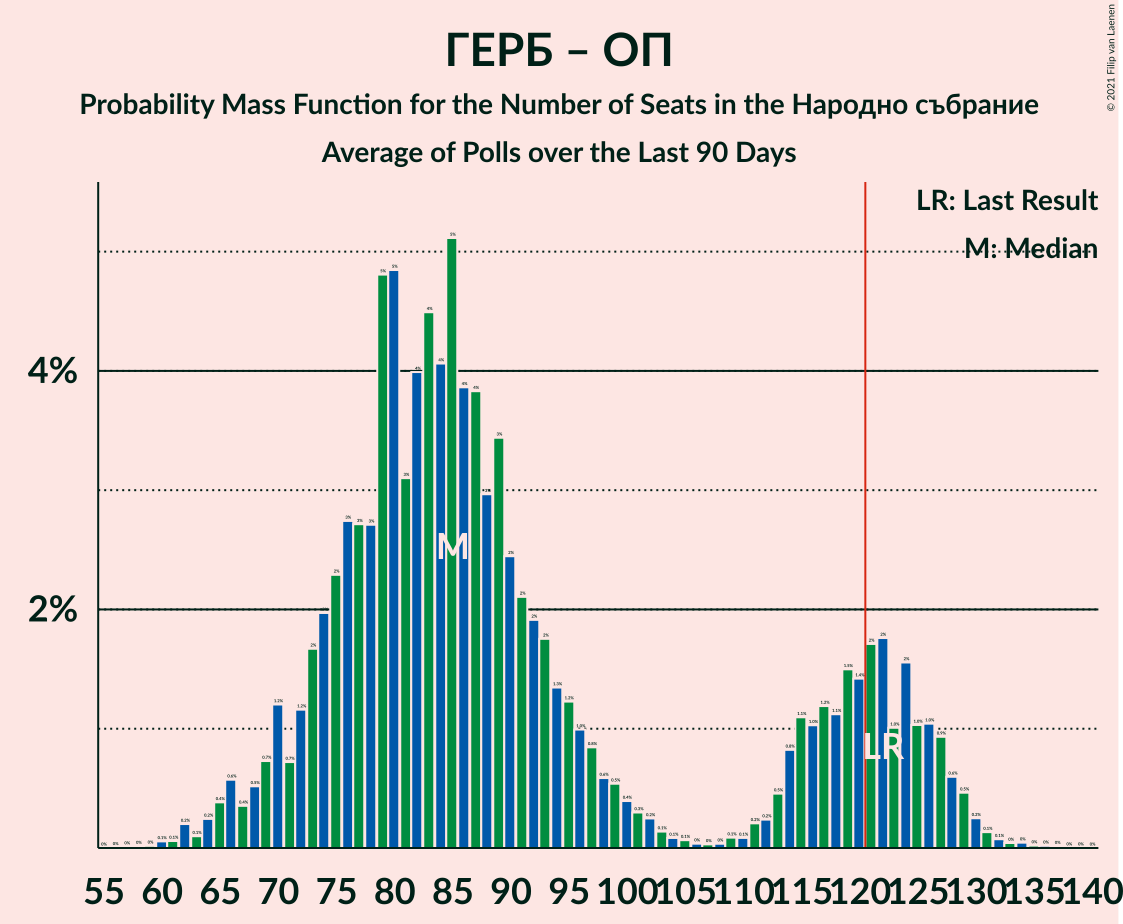 ГЕРБ – ОП
Probability Mass Function for the Number of Seats in the Народно събрание
Average of Polls over the Last 90 Days
© 2021 Filip van Laenen
LR: Last Result
M: Median
4%
2%
M
LR
55 60 65 70 75 80 85 90 95 100 105 110 115 120 125 130 135 140